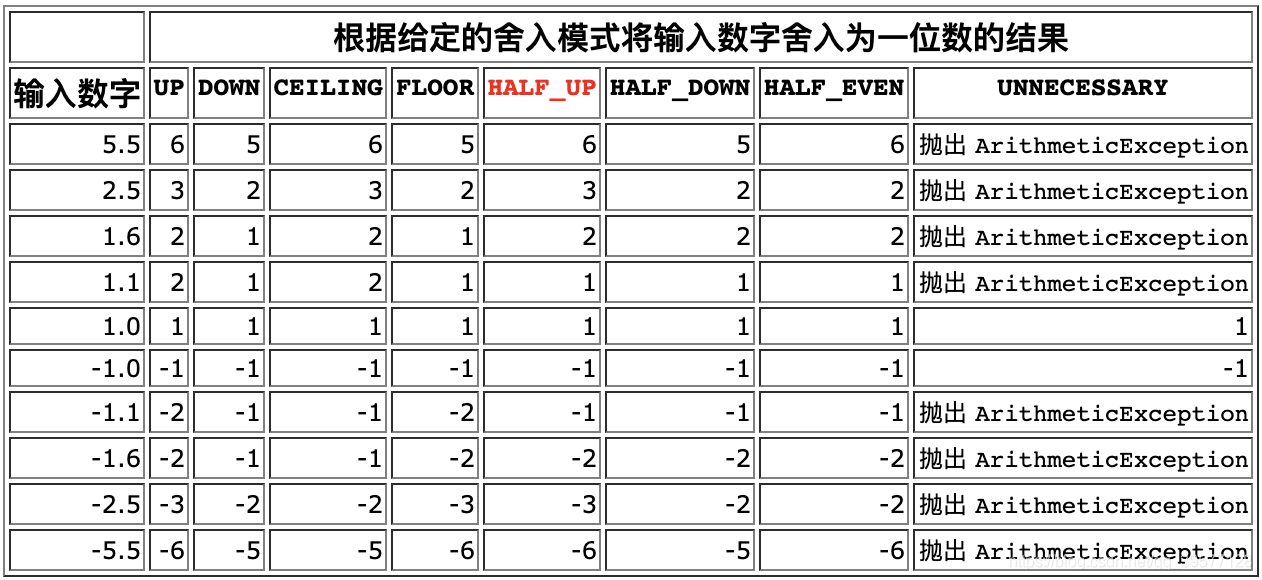 根据给定的舍入模式将输入数字舍入为一位数的结果
输入数字 UP DOWN CEILING FLOOR HALF_UP HALF_DOWN HALF_EVEN UNNECESSARY
5.5 6 5 6 5 6 5 6 抛出 ArithmeticException
2.5 3 2 3 2 3 2 2 抛出 ArithmeticException
1.6 2 1 2 1 2 2 2 抛出 ArithmeticException
1.1 2 1 2 1 1 1 1 抛出 ArithmeticException
1.0 1 1 1 1 1 1 1 1
-1.0 -1 -1 -1 -1 -1 -1 -1 -1
-1.1 -2 -1 -1 -2 -1 -1 -1 抛出 ArithmeticException
-1.6 -2 -1 -1 -2 -2 -2 -2 抛出 ArithmeticException
-2.5 -3 -2 -2 -3 -3 -2 -2 抛出 ArithmeticException
-5.5 -6 -5 -5 -6 -6 -5 -6 抛出 ArithmeticException